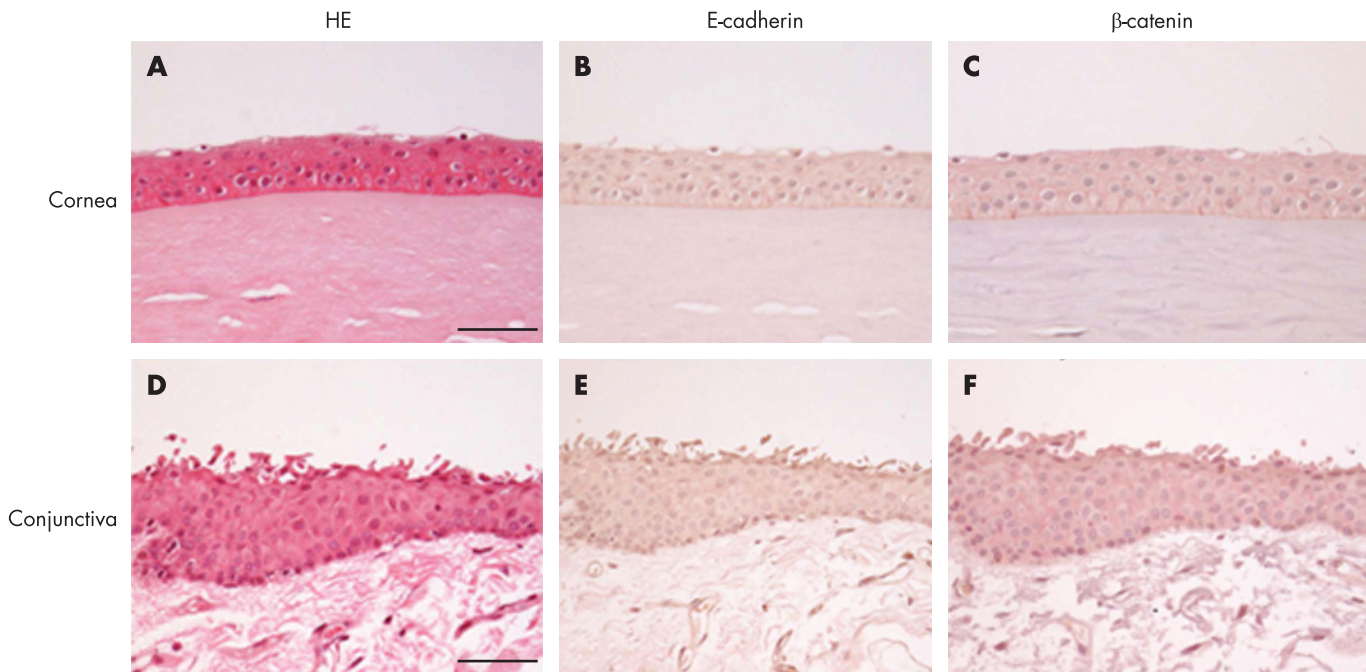 HE
E-cadherin
β-catenin
A
B
C
Cornea
D
E
F
Conjunctiva